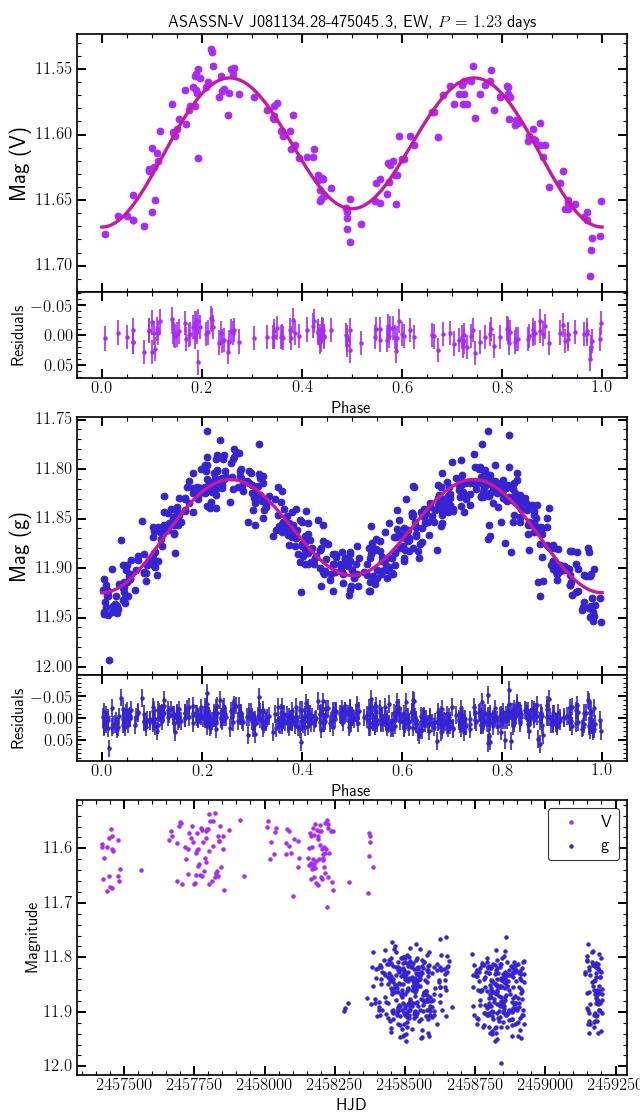 ASASSN-V J081134.28-475045.3, EW, P = 1.23 days
11.55
11.60
11.65
11.70
Mag (V)
−0.05
0.00
0.05
Residuals
0.0 0.2 0.4 0.6 0.8 1.0
Phase
11.75
11.80
11.85
11.90
11.95
12.00
Mag (g)
−0.05
0.00
0.05
Residuals
0.0 0.2 0.4 0.6 0.8 1.0
Phase
V
g
11.6
11.7
11.8
11.9
12.0
Magnitude
2457500 2457750 2458000 2458250 2458500 2458750 2459000 245925
HJD